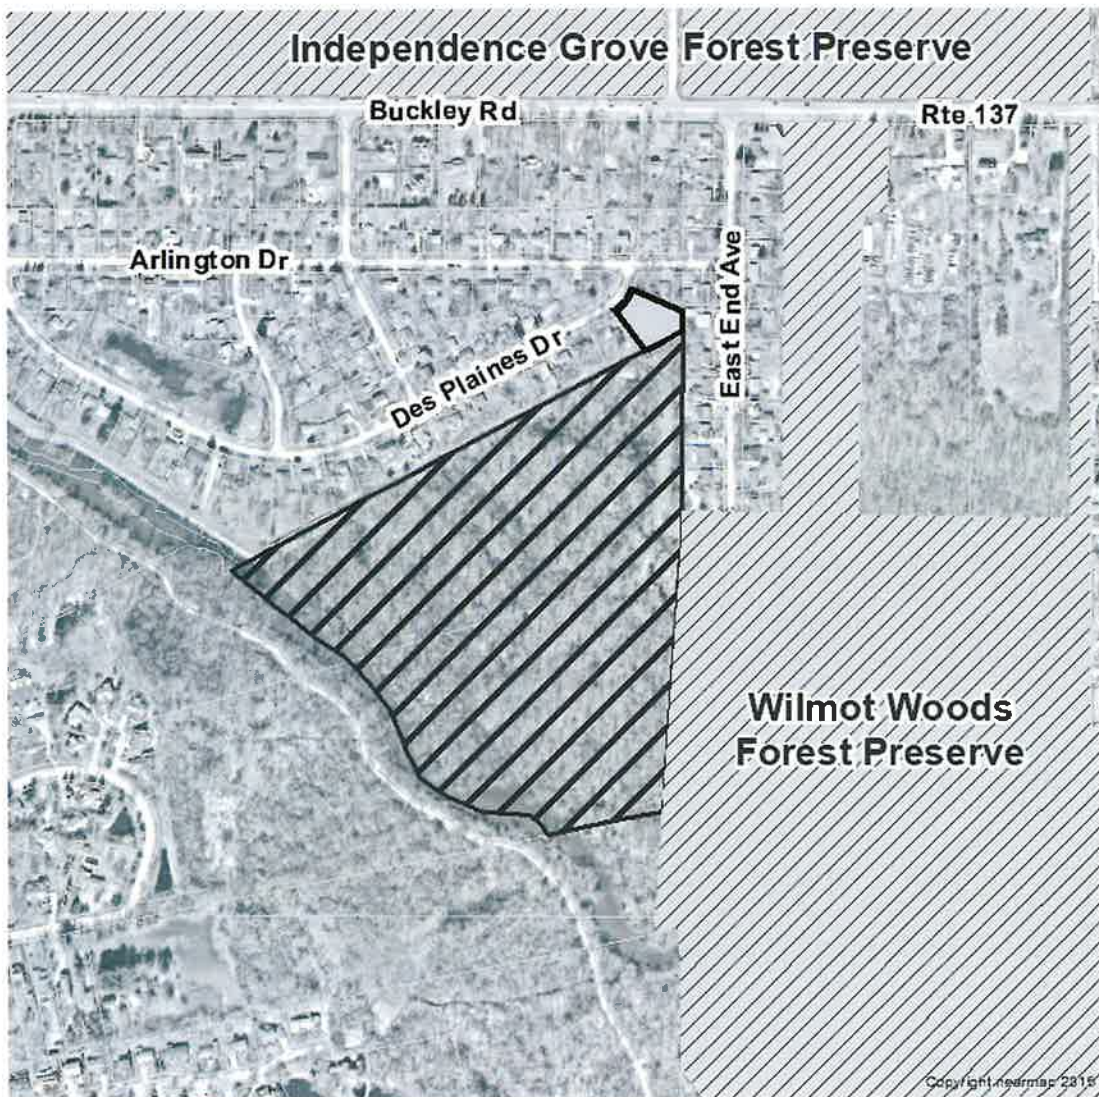 Independence Grove Forest Preserve
Buckley Rd
Rte 137
Arlington Dr
East End Ave
Des Plaines Dr
Wilmot Woods
Forest Preserve
Copyright nearmap 2315